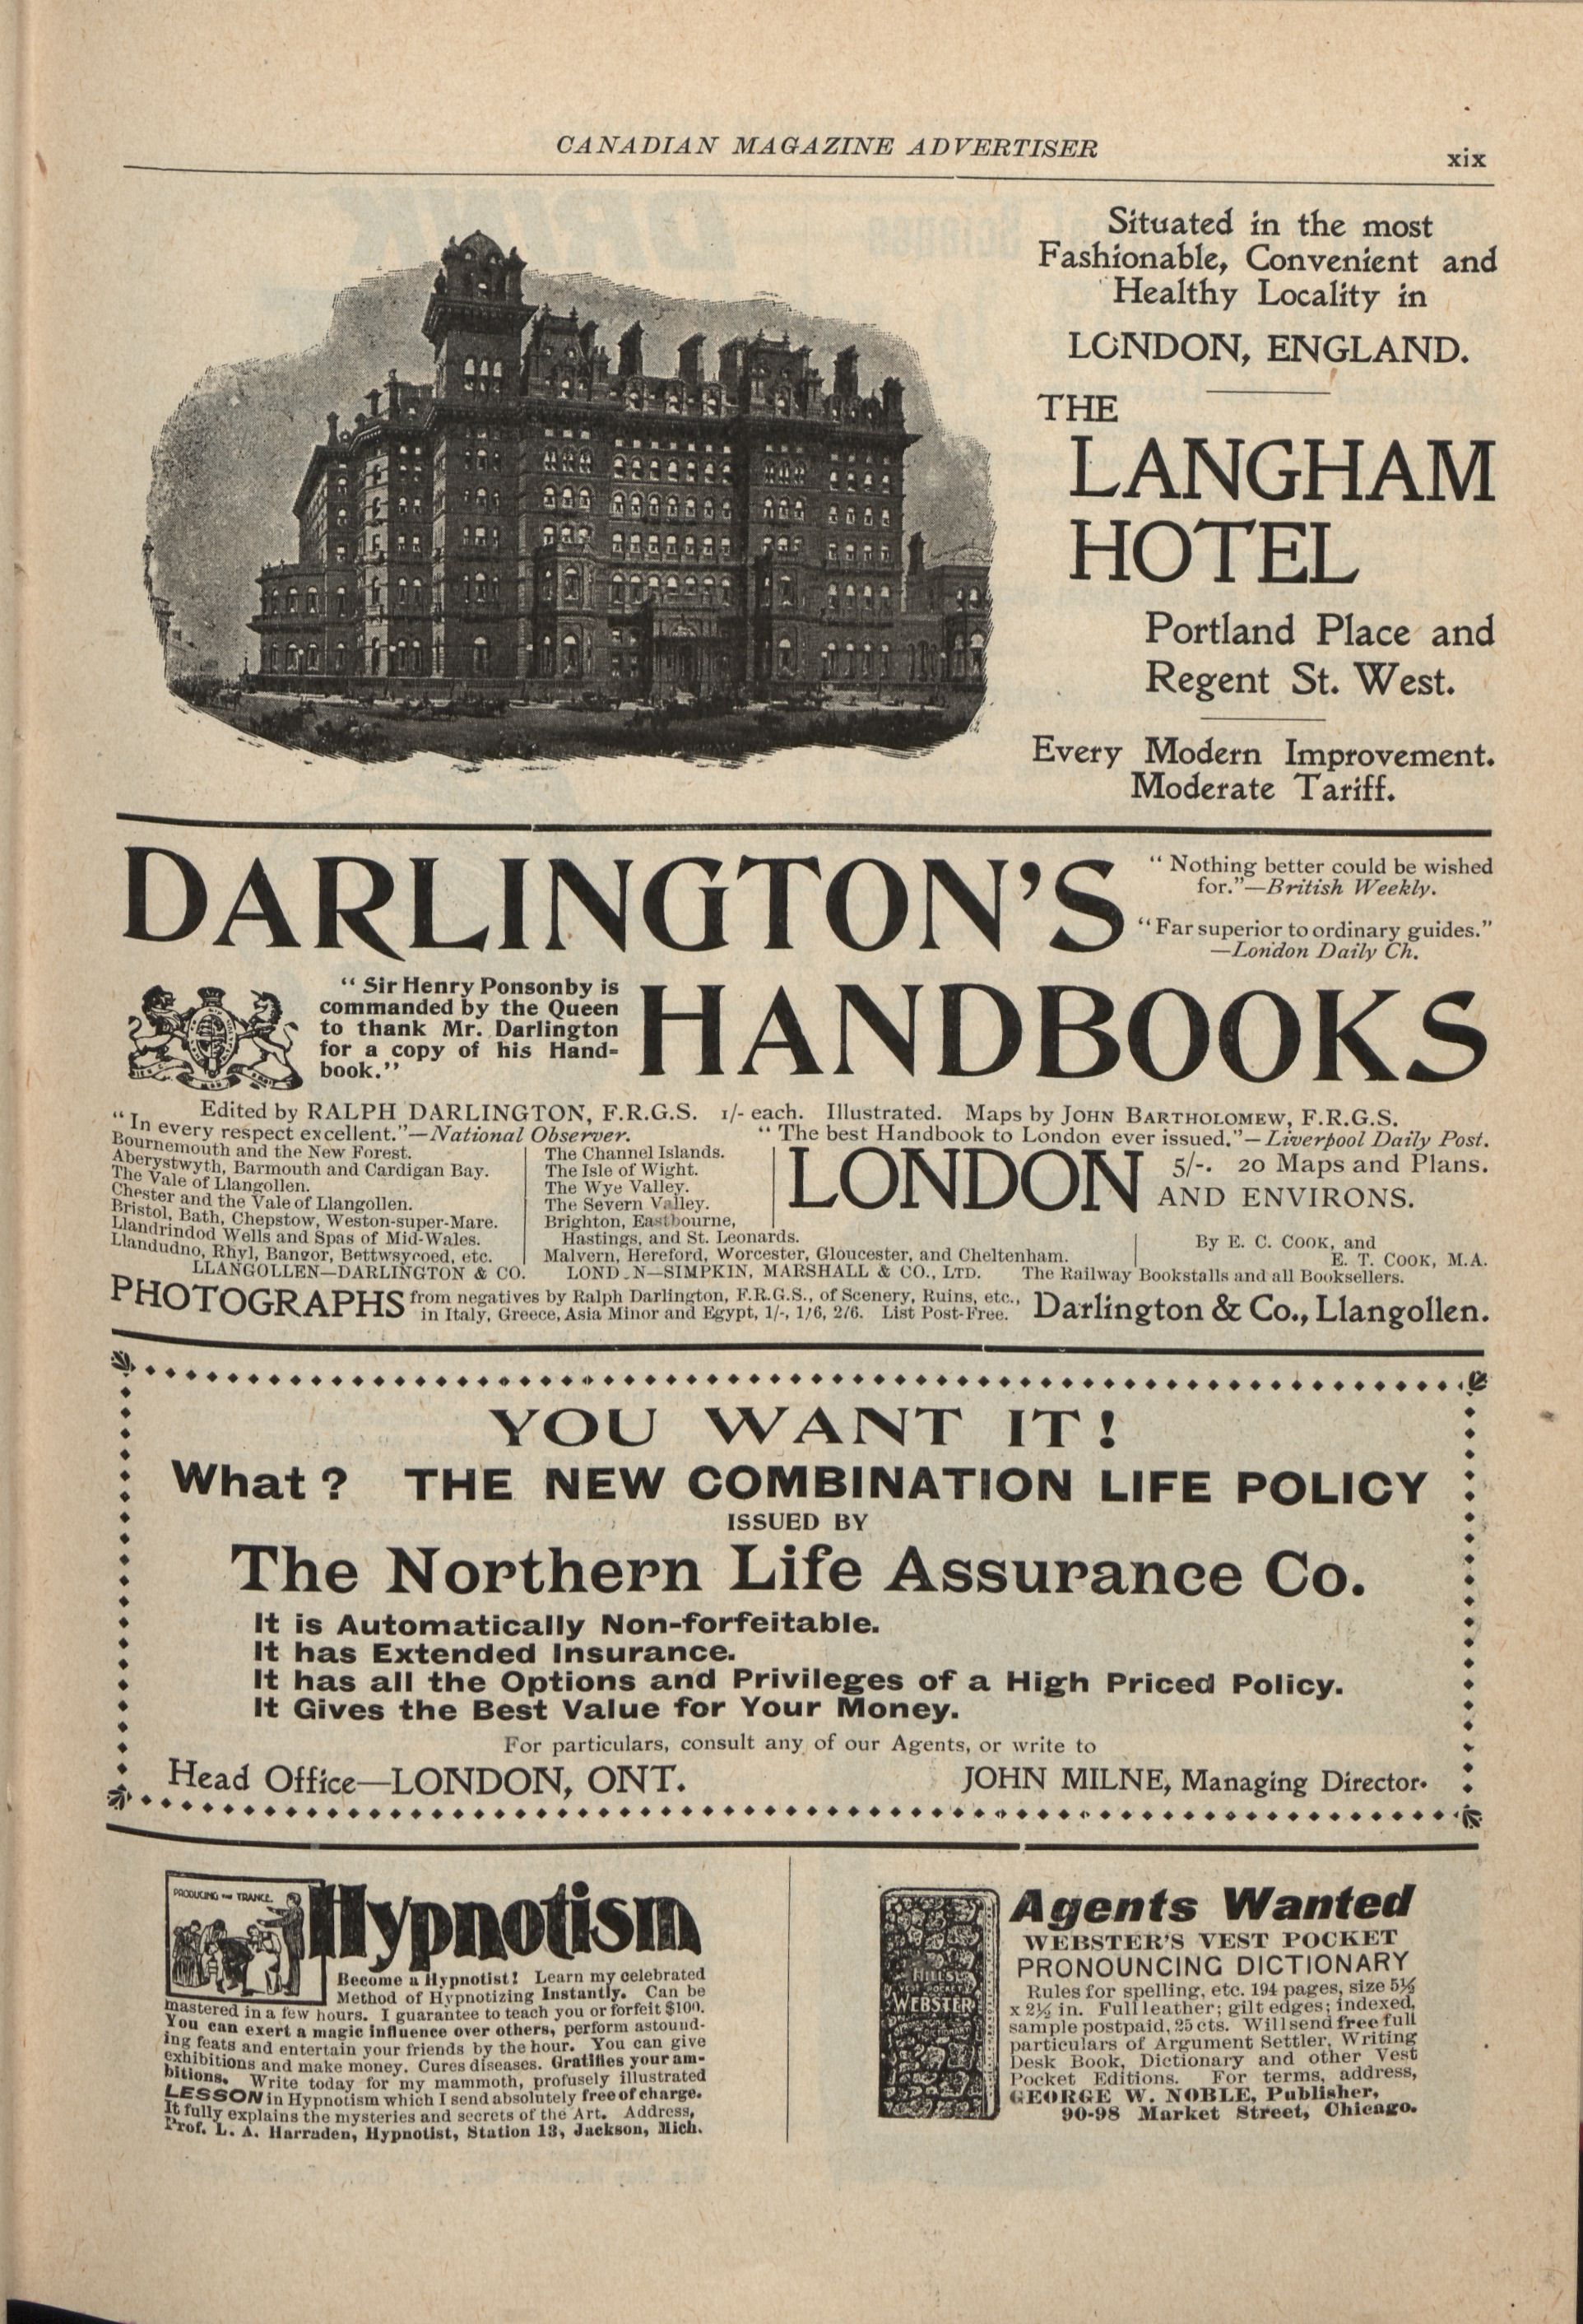 CANADIAN MAGAZINE ADVERTISER
xix
Situated in the most
Fashionable, Convenient and
Healthy Locality in
LONDON, ENGLAND.
THE
LANGHAM
HOTEL
Portland Place and
Regent St. West.
Every Modern Improvement.
Moderate Tariff.
DARLINGTON'S
"Nothing better could be wished
for."—British Weekly.
"Far superior to ordinary guides."
—London Daily Ch.
"Sir Henry Ponsonby is
commanded by the Queen
to thank Mr. Darlington
for a copy of his Hand-
book."
HANDBOOKS
Edited by RALPH DARLINGTON, F.R.G.S. 1/- each. Illustrated. Maps by JOHN BARTHOLOMEW, F.R.G.S.
"In every respect excellent."—National Observer.
"The best Handbook to London ever issued."—Liverpool Daily Post.
Bournemouth and the New Forest.
Aberystwyth, Barmouth and Cardigan Bay.
The Vale of Llangollen.
Chester and the Vale of Llangollen.
Bristol, Bath, Chepstow, Weston-super-Mare.
Llandrindod Wells and Spas of Mid-Wales.
Llandudno, Rhyl, Bangor, Bettwsycoed, etc.
The Channel Islands.
The Isle of Wight.
The Wye Valley.
The Severn Valley.
Brighton, Eastbourne,
Hastings, and St. Leonards.
Malvern, Hereford, Worcester, Gloucester, and Cheltenham.
LONDON
5/-. 20 Maps and Plans.
AND ENVIRONS.
By E. C. COOK, and
E. T. COOK, M.A.
LLANGOLLEN—DARLINGTON & CO. LONDON—SIMPKIN, MARSHALL & CO., LTD. The Railway Bookstalls and all Booksellers.
PHOTOGRAPHS
from negatives by Ralph Darlington, F.R.G.S., of Scenery, Ruins, etc.,
in Italy, Greece, Asia Minor and Egypt, 1/-, 1/6, 2/6. List Post-Free.
Darlington & Co., Llangollen.
YOU WANT IT!
What? THE NEW COMBINATION LIFE POLICY
ISSUED BY
The Northern Life Assurance Co.
It is Automatically Non-forfeitable.
It has Extended Insurance.
It has all the Options and Privileges of a High Priced Policy.
It Gives the Best Value for Your Money.
For particulars, consult any of our Agents, or write to
Head Office—LONDON, ONT.
JOHN MILNE, Managing Director.
PRODUCING THE TRANCE.
Hypnotism
Become a Hypnotist! Learn my celebrated
Method of Hypnotizing Instantly. Can be
mastered in a few hours. I guarantee to teach you or forfeit $100.
You can exert a magic influence over others, perform astound-
ing feats and entertain your friends by the hour. You can give
exhibitions and make money. Cures diseases. Gratifies your am-
bitions. Write today for my mammoth, profusely illustrated
LESSON in Hypnotism which I send absolutely free of charge.
It fully explains the mysteries and secrets of the Art. Address,
Prof. L. A. Harraden, Hypnotist, Station 13, Jackson, Mich.
WEBSTER
Agents Wanted
WEBSTER'S VEST POCKET
PRONOUNCING DICTIONARY
Rules for spelling, etc. 194 pages, size 5½
x 2½ in. Full leather; gilt edges; indexed,
sample postpaid, 25 cts. Will send free full
particulars of Argument Settler, Writing
Desk Book, Dictionary and other Vest
Pocket Editions. For terms, address,
GEORGE W. NOBLE, Publisher,
90-98 Market Street, Chicago.